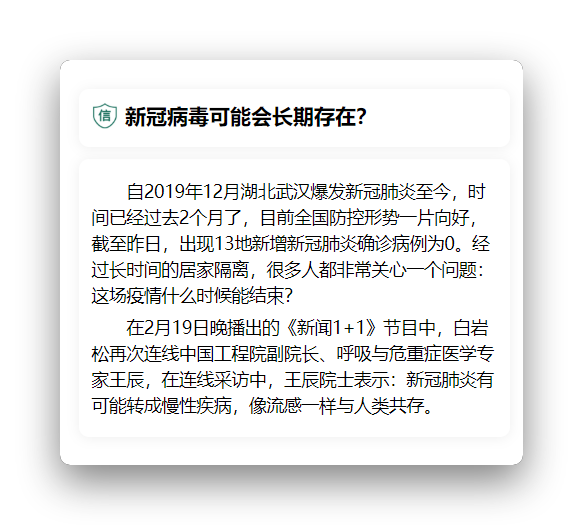 信 新冠病毒可能会长期存在？
自2019年12月湖北武汉爆发新冠肺炎至今，时
间已经过去2个月了，目前全国防控形势一片向好，
截至昨日，出现13地新增新冠肺炎确诊病例为0。经
过长时间的居家隔离，很多人都非常关心一个问题：
这场疫情什么时候能结束？
在2月19日晚播出的《新闻1+1》节目中，白岩
松再次连线中国工程院副院长、呼吸与危重症医学专
家王辰，在连线采访中，王辰院士表示：新冠肺炎有
可能转成慢性疾病，像流感一样与人类共存。